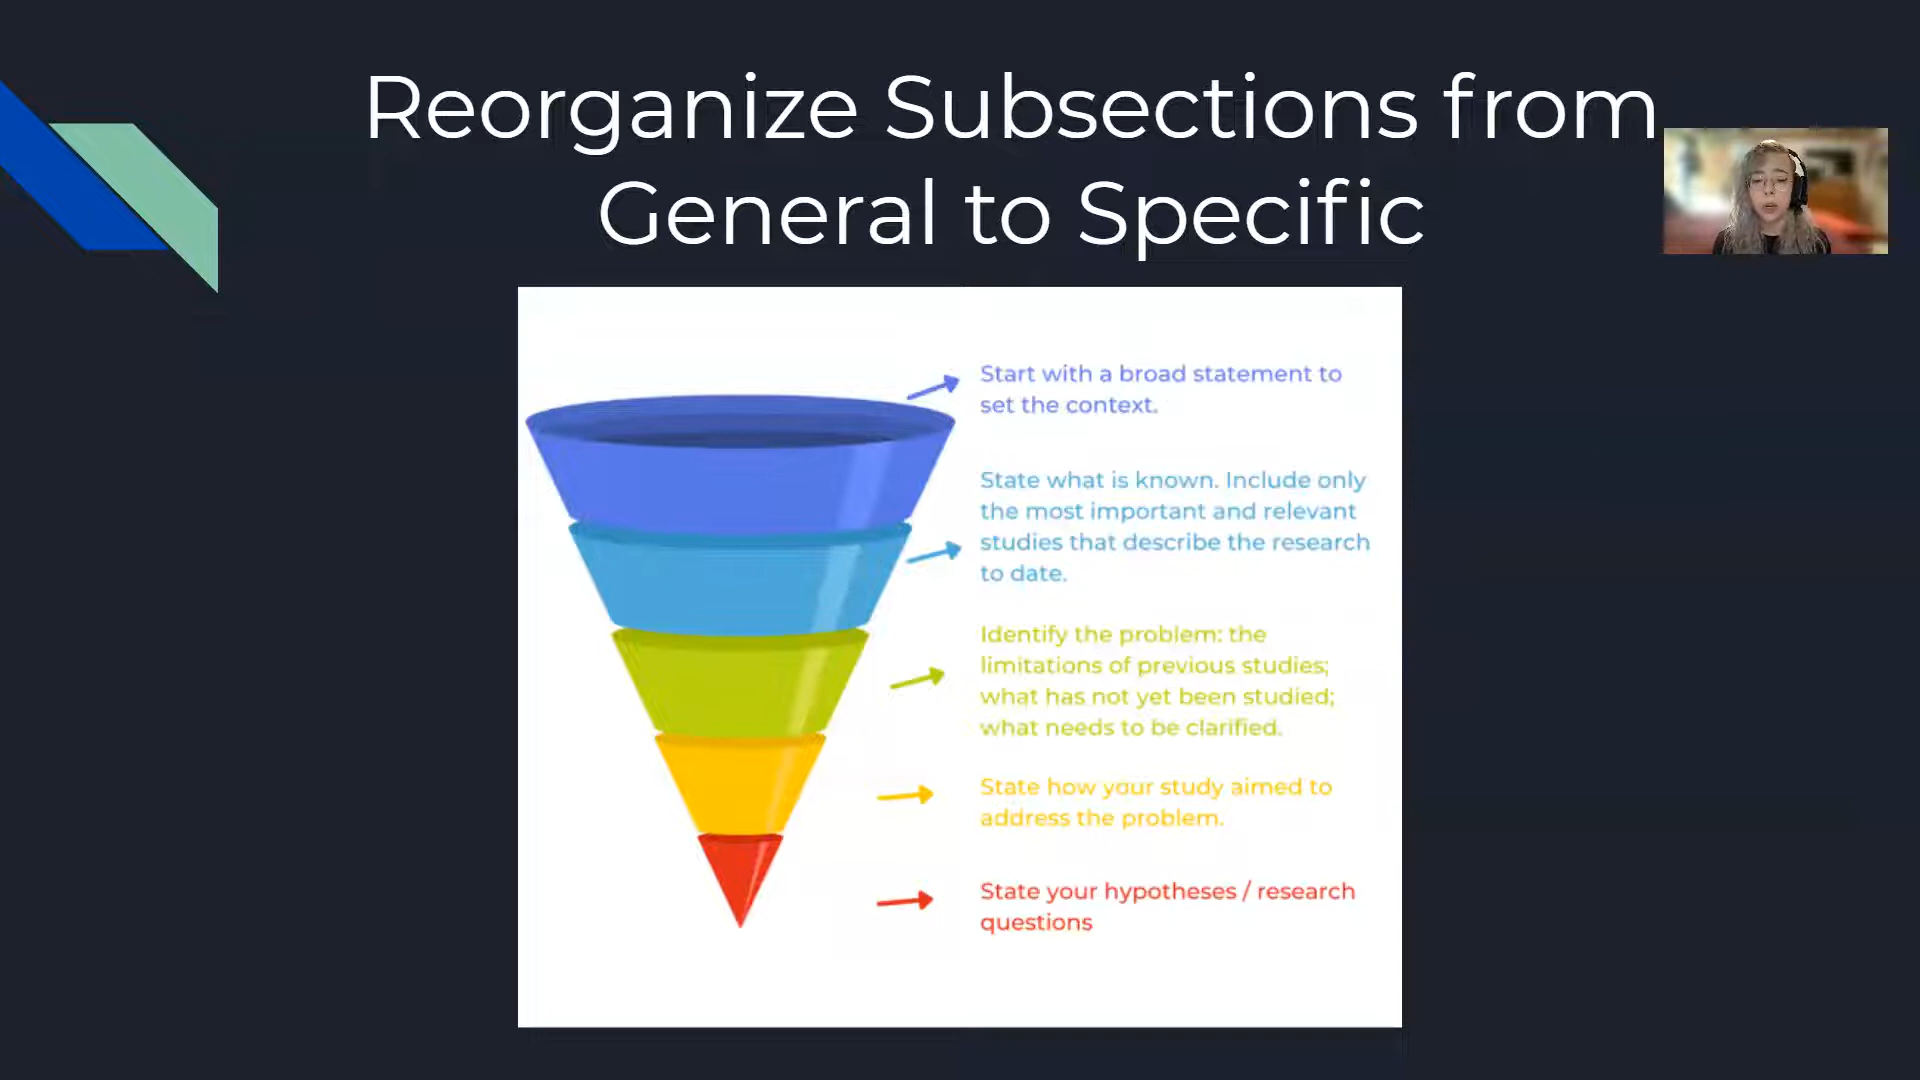 Reorganize Subsections from
General to Specific
Start with a broad statement to
set the context.
State what is known. Include only
the most important and relevant
studies that describe the research
to date.
Identify the problem: the
limitations of previous studies;
what has not yet been studied;
what needs to be clarified.
State how your study aimed to
address the problem.
State your hypotheses / research
questions